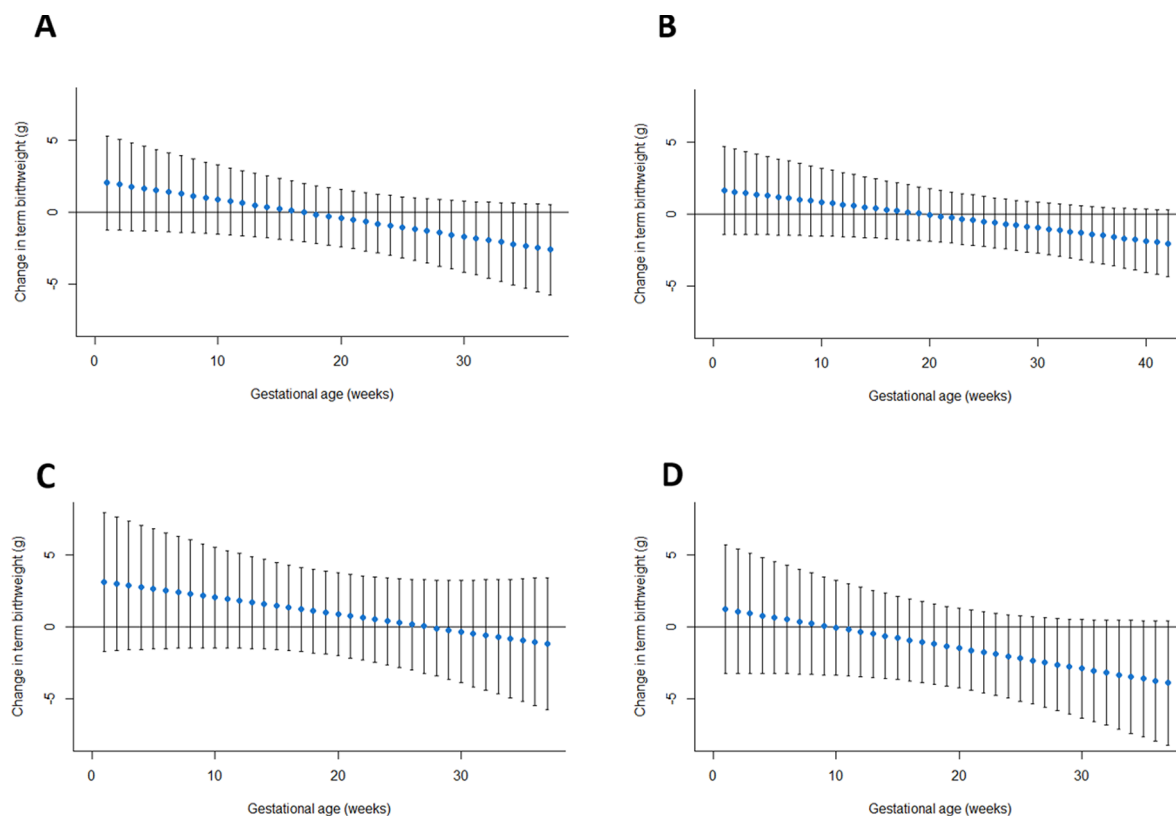 A
Change in term birthweight (g)
5
0
-5
0 10 20 30
Gestational age (weeks)
B
Change in term birthweight (g)
5
0
-5
0 10 20 30 40
Gestational age (weeks)
C
Change in term birthweight (g)
5
0
-5
0 10 20 30
Gestational age (weeks)
D
Change in term birthweight (g)
5
0
-5
0 10 20 30
Gestational age (weeks)